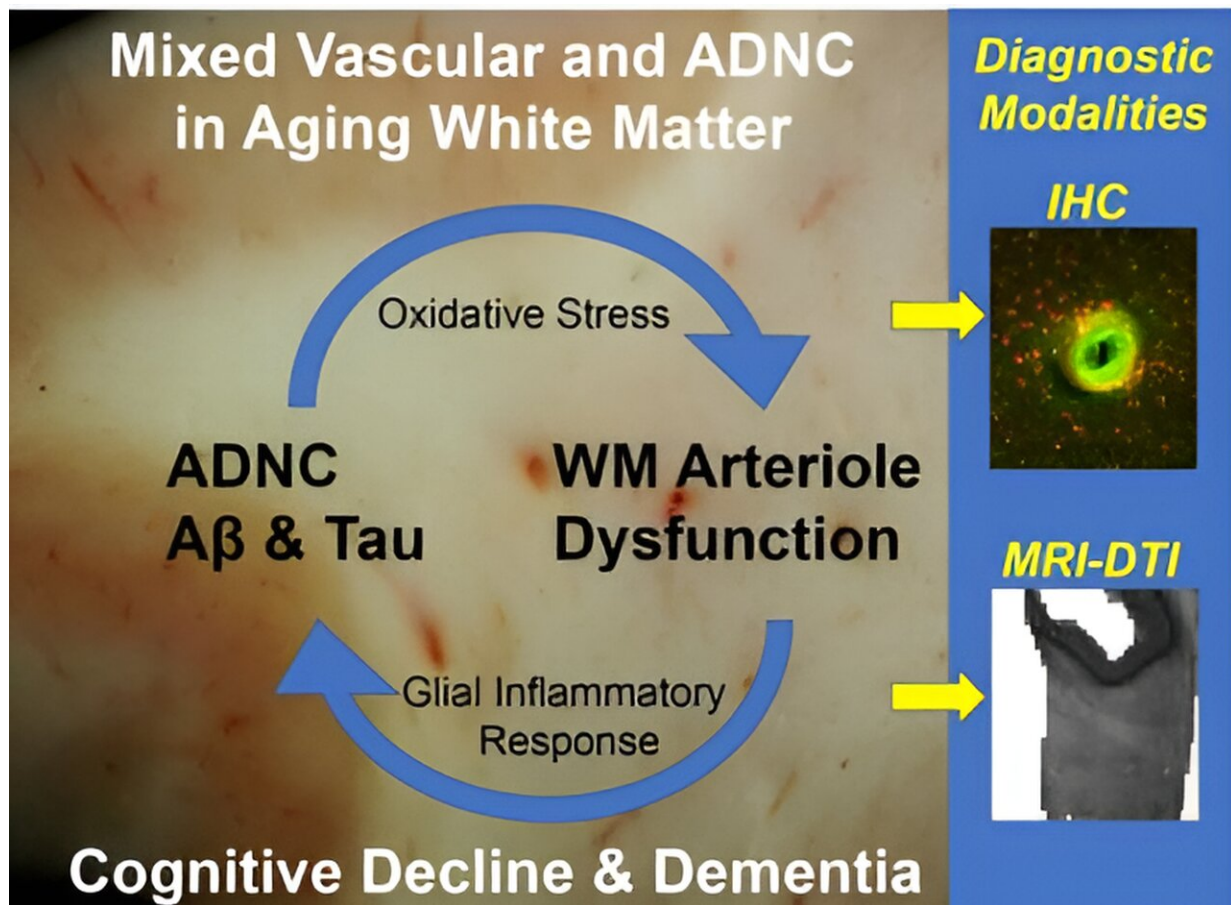 Mixed Vascular and ADNC
in Aging White Matter
Oxidative Stress
ADNC
Aβ & Tau
WM Arteriole
Dysfunction
Glial Inflammatory
Response
Cognitive Decline & Dementia
Diagnostic
Modalities
IHC
MRI-DTI